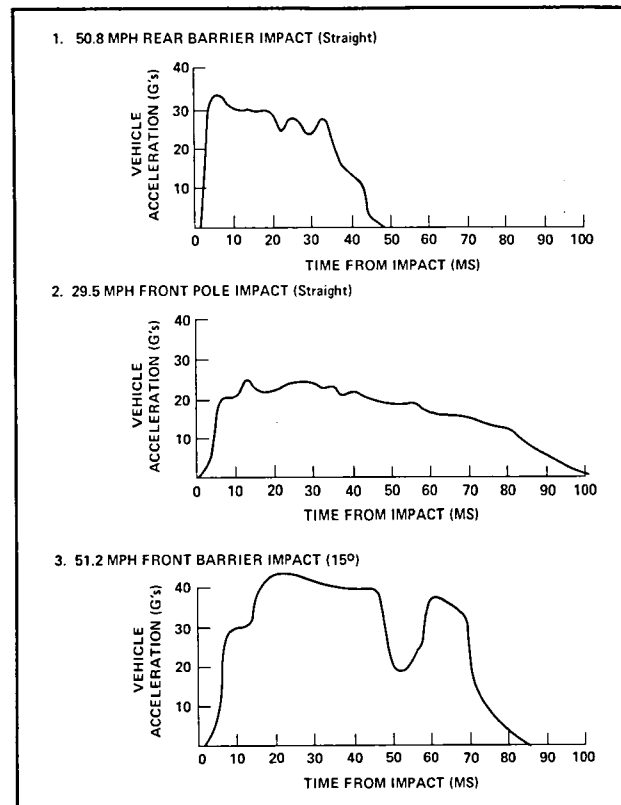 1. 50.8 MPH REAR BARRIER IMPACT (Straight)
VEHICLE
ACCELERATION (G's)
40
30
20
10
0 10 20 30 40 50 60 70 80 90 100
TIME FROM IMPACT (MS)
2. 29.5 MPH FRONT POLE IMPACT (Straight)
VEHICLE
ACCELERATION (G's)
40
30
20
10
0 10 20 30 40 50 60 70 80 90 100
TIME FROM IMPACT (MS)
3. 51.2 MPH FRONT BARRIER IMPACT (15º)
VEHICLE
ACCELERATION (G's)
40
30
20
10
0 10 20 30 40 50 60 70 80 90 100
TIME FROM IMPACT (MS)